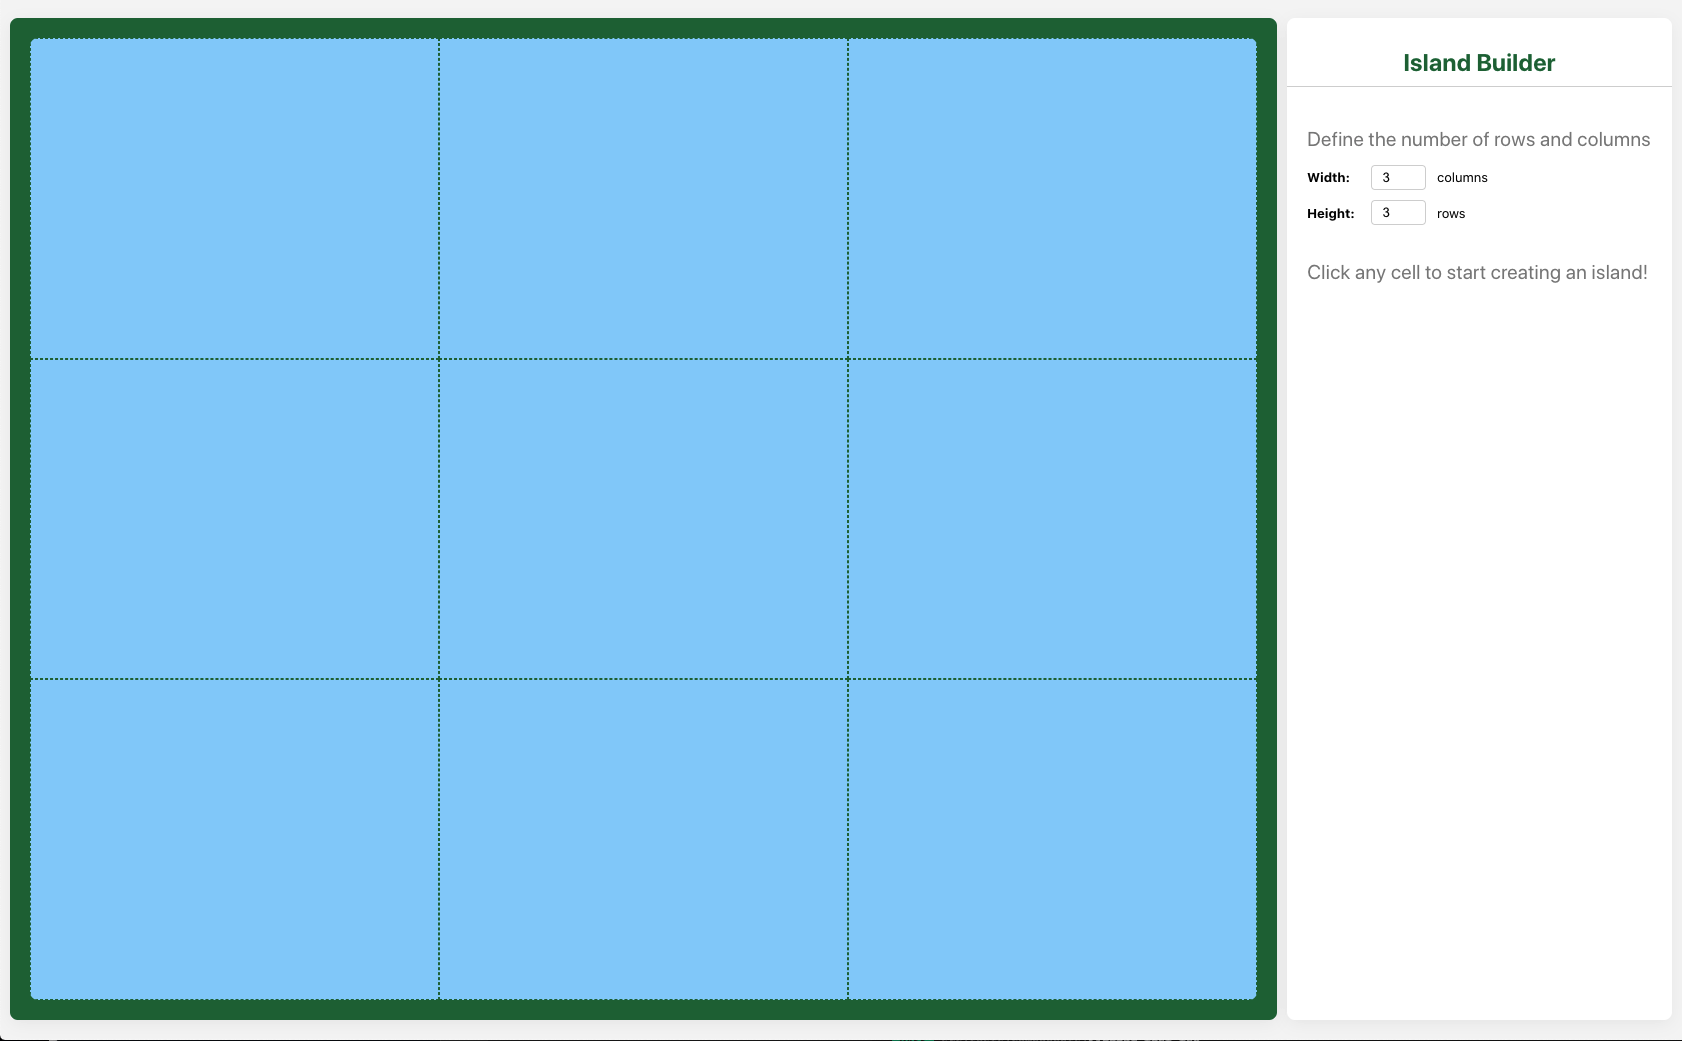 Island Builder
Define the number of rows and columns
Width: 3 columns
Height: 3 rows
Click any cell to start creating an island!